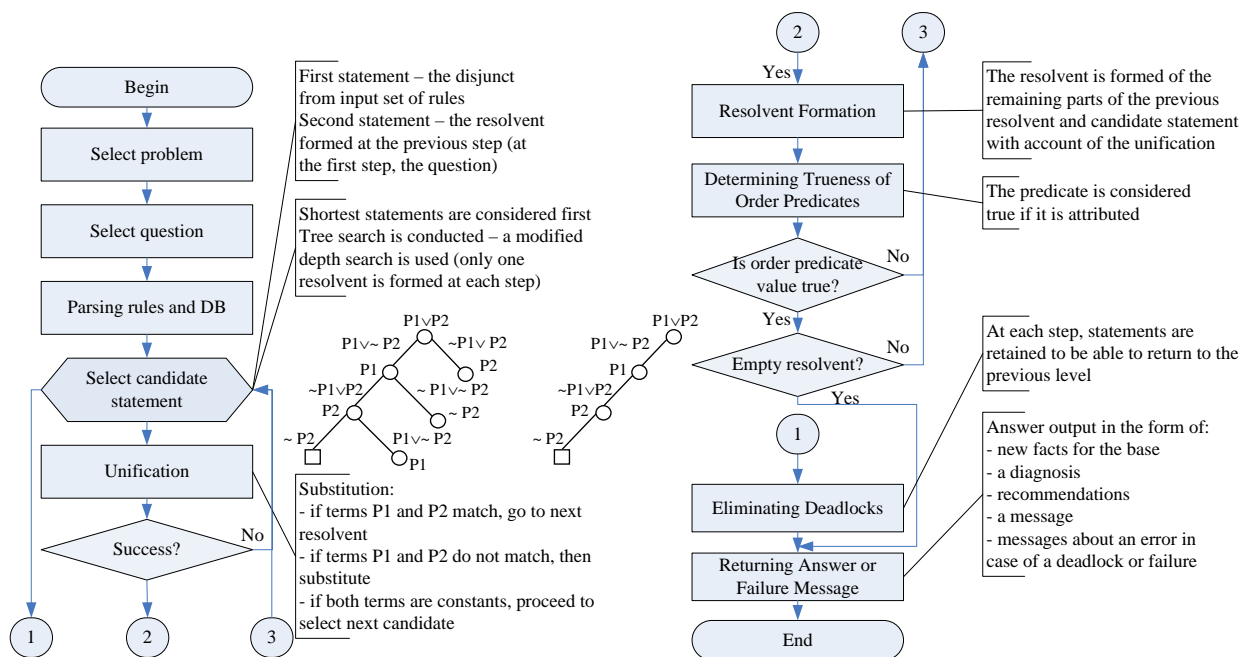 Begin
Select problem
Select question
Parsing rules and DB
Select candidate
statement
Unification
Success?
No
1
2
3
First statement – the disjunct
from input set of rules
Second statement – the resolvent
formed at the previous step (at
the first step, the question)
Shortest statements are considered first
Tree search is conducted – a modified
depth search is used (only one
resolvent is formed at each step)
P1∨P2
P1∨~ P2
~P1∨ P2
P1
P2
~P1∨P2
~ P1∨~ P2
P2
~ P2
~ P2
P1∨~ P2
P1
P1∨P2
P1∨~ P2
P1
~P1∨P2
P2
~ P2
Substitution:
- if terms P1 and P2 match, go to next
resolvent
- if terms P1 and P2 do not match, then
substitute
- if both terms are constants, proceed to
select next candidate
2
3
Yes
Resolvent Formation
Determining Trueness of
Order Predicates
Is order predicate
value true?
No
Yes
Empty resolvent?
No
Yes
1
Eliminating Deadlocks
Returning Answer or
Failure Message
End
The resolvent is formed of the
remaining parts of the previous
resolvent and candidate statement
with account of the unification
The predicate is considered
true if it is attributed
At each step, statements are
retained to be able to return to the
previous level
Answer output in the form of:
- new facts for the base
- a diagnosis
- recommendations
- a message
- messages about an error in
case of a deadlock or failure